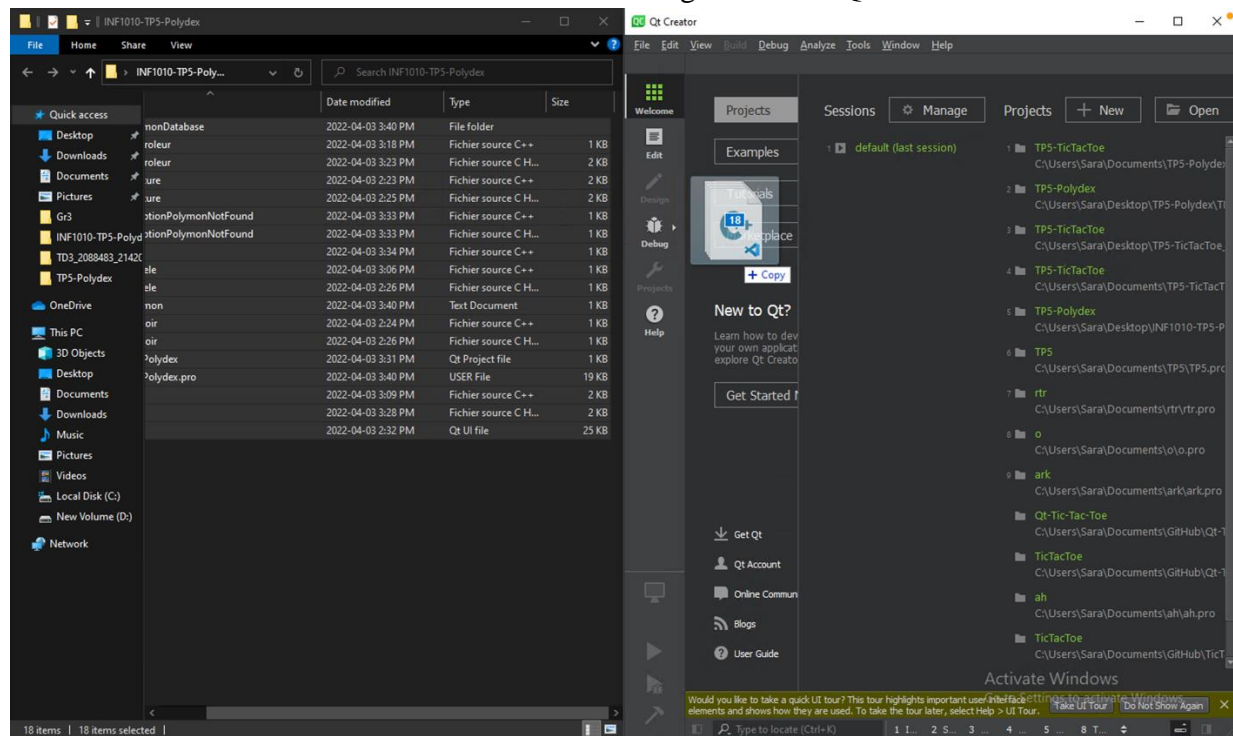 INF1010-TP5-Polydex
File Home Share View
INF1010-TP5-Poly...
Search INF1010-TP5-Polydex
Date modified Type Size
Quick access
Desktop
Downloads
Documents
Pictures
Gr3
INF1010-TP5-Polyd
TD3_2088483_2142
TP5-Polydex
OneDrive
This PC
3D Objects
Desktop
Documents
Downloads
Music
Pictures
Videos
Local Disk (C:)
New Volume (D:)
Network
monDatabase 2022-04-03 3:40 PM File folder
roleur 2022-04-03 3:18 PM Fichier source C++ 1 KB
roleur 2022-04-03 3:23 PM Fichier source C H... 2 KB
ure 2022-04-03 2:23 PM Fichier source C++ 2 KB
ure 2022-04-03 2:25 PM Fichier source C H... 2 KB
otionPolymonNotFound 2022-04-03 3:33 PM Fichier source C++ 1 KB
otionPolymonNotFound 2022-04-03 3:33 PM Fichier source C H... 2 KB
2022-04-03 3:34 PM Fichier source C++ 1 KB
ele 2022-04-03 3:06 PM Fichier source C++ 1 KB
ele 2022-04-03 2:26 PM Fichier source C H... 1 KB
non 2022-04-03 3:40 PM Text Document 1 KB
oir 2022-04-03 2:24 PM Fichier source C++ 1 KB
oir 2022-04-03 2:26 PM Fichier source C H... 1 KB
Polydex 2022-04-03 3:31 PM Qt Project file 1 KB
Polydex.pro 2022-04-03 3:40 PM USER File 19 KB
2022-04-03 3:09 PM Fichier source C++ 2 KB
2022-04-03 3:28 PM Fichier source C H... 2 KB
2022-04-03 2:32 PM Qt UI file 25 KB
18 items 18 items selected
Qt Creator
File Edit View Build Debug Analyze Tools Window Help
Welcome
Edit
Design
Debug
Projects
Help
Projects
Examples
Tutorials
18
+ Copy
New to Qt?
Learn how to dev
your own applicat
explore Qt Creato
Get Started N
Get Qt
Qt Account
Online Commun
Blogs
User Guide
Sessions Manage
1 default (last session)
Projects + New Open
1 TP5-TicTacToe
C:\Users\Sara\Documents\TP5-Polydex
2 TP5-Polydex
C:\Users\Sara\Desktop\TP5-Polydex\TI
3 TP5-TicTacToe
C:\Users\Sara\Desktop\TP5-TicTacToe_
4 TP5-TicTacToe
C:\Users\Sara\Documents\TP5-TicTacT
5 TP5-Polydex
C:\Users\Sara\Desktop\INF1010-TP5-P
6 TP5
C:\Users\Sara\Documents\TP5\TP5.pro
7 rtr
C:\Users\Sara\Documents\rtr\rtr.pro
8 o
C:\Users\Sara\Documents\o\o.pro
9 ark
C:\Users\Sara\Documents\ark\ark.pro
Qt-Tic-Tac-Toe
C:\Users\Sara\Documents\GitHub\Qt-T
TicTacToe
C:\Users\Sara\Documents\GitHub\Qt-T
ah
C:\Users\Sara\Documents\ah\ah.pro
TicTacToe
C:\Users\Sara\Documents\GitHub\TicT
Activate Windows
Go to Settings to activate Windows.
Would you like to take a quick UI tour? This tour highlights important user interface
elements and shows how they are used. To take the tour later, select Help > UI Tour.
Take UI Tour Do Not Show Again
Type to locate (Ctrl+K) 1 I... 2 S... 3 ... 4 ... 5 ... 8 T...